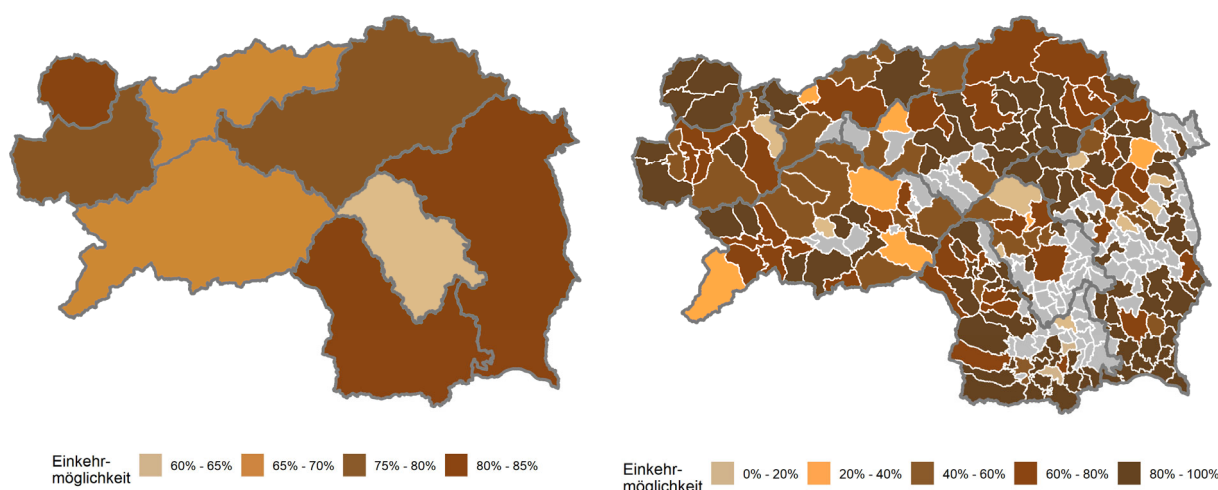 Einkehr-
möglichkeit
60% - 65%
65% - 70%
75% - 80%
80% - 85%
Einkehr-
möglichkeit
0% - 20%
20% - 40%
40% - 60%
60% - 80%
80% - 100%